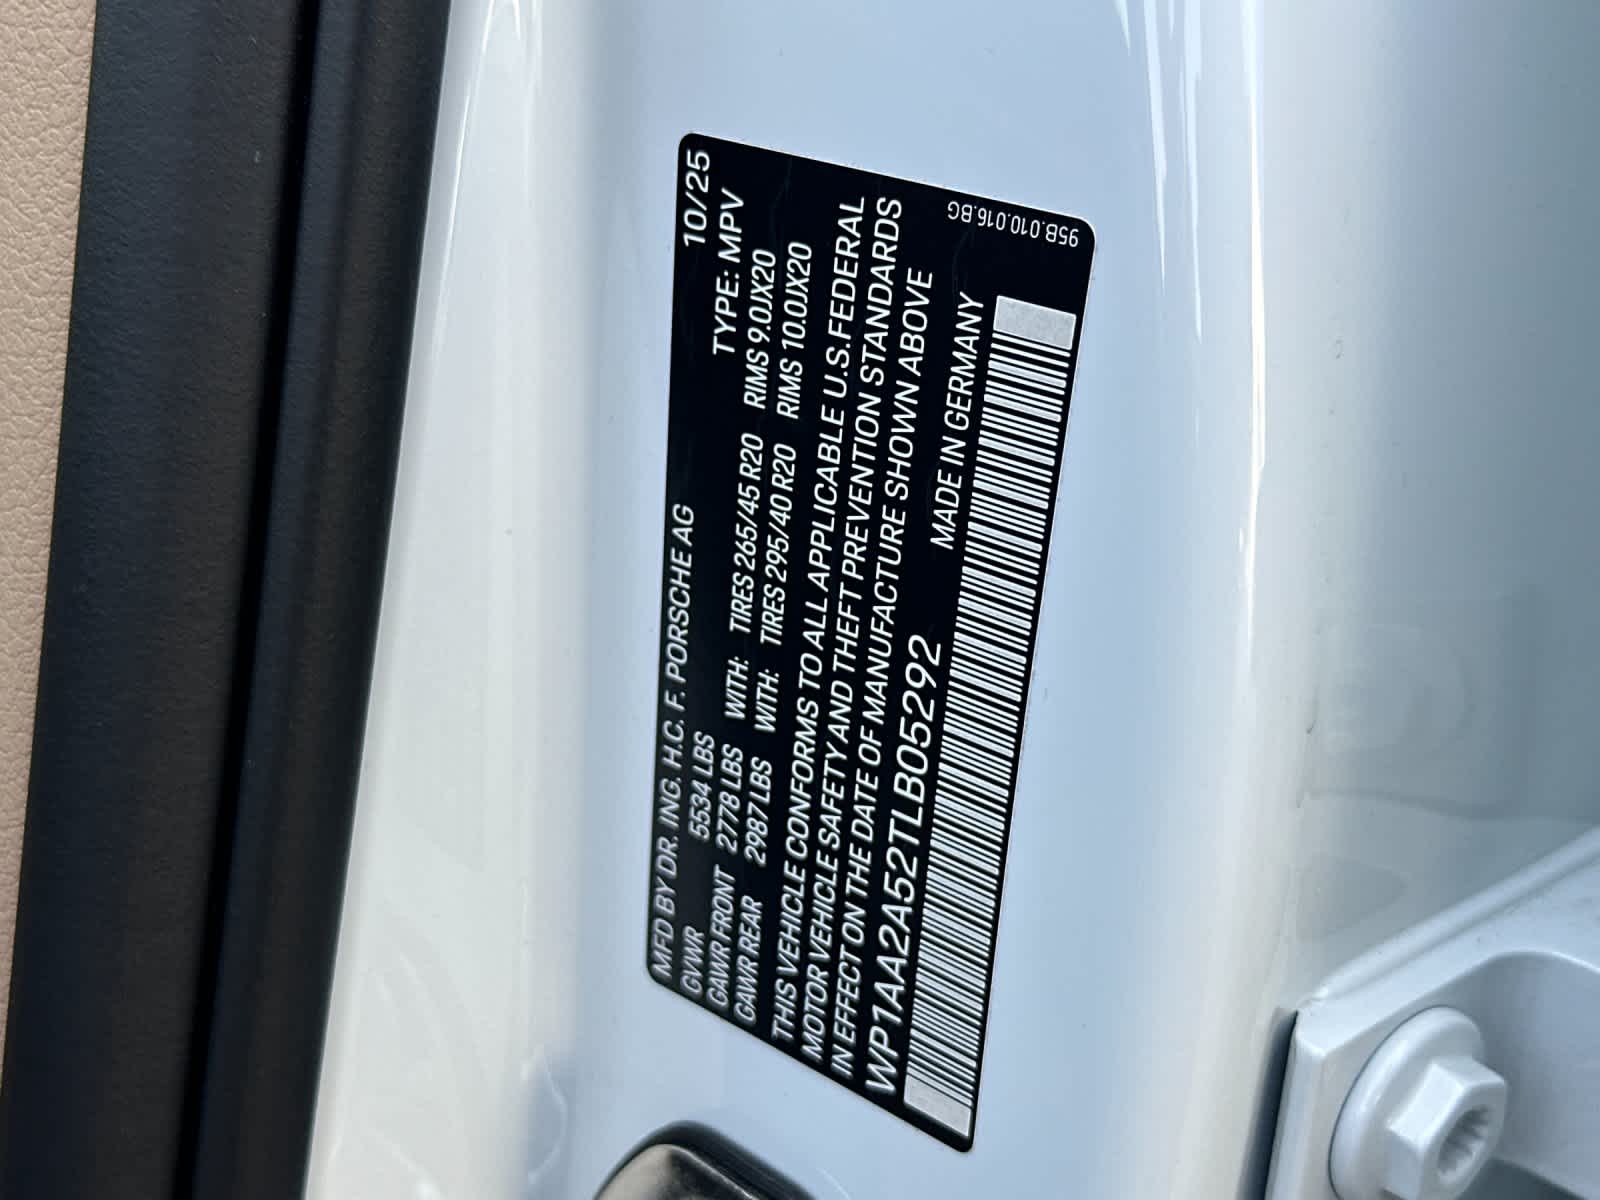 MFD BY DR. ING. H.C. F. PORSCHE AG 10/25
GVWR 5534 LBS TYPE: MPV
GAWR FRONT 2778 LBS WITH: TIRES 265/45 R20 RIMS 9.0JX20
GAWR REAR 2987 LBS WITH: TIRES 295/40 R20 RIMS 10.0JX20
THIS VEHICLE CONFORMS TO ALL APPLICABLE U.S.FEDERAL
MOTOR VEHICLE SAFETY AND THEFT PREVENTION STANDARDS
IN EFFECT ON THE DATE OF MANUFACTURE SHOWN ABOVE
WP1AA2A52TLB05292 MADE IN GERMANY
95B.010.016.BG